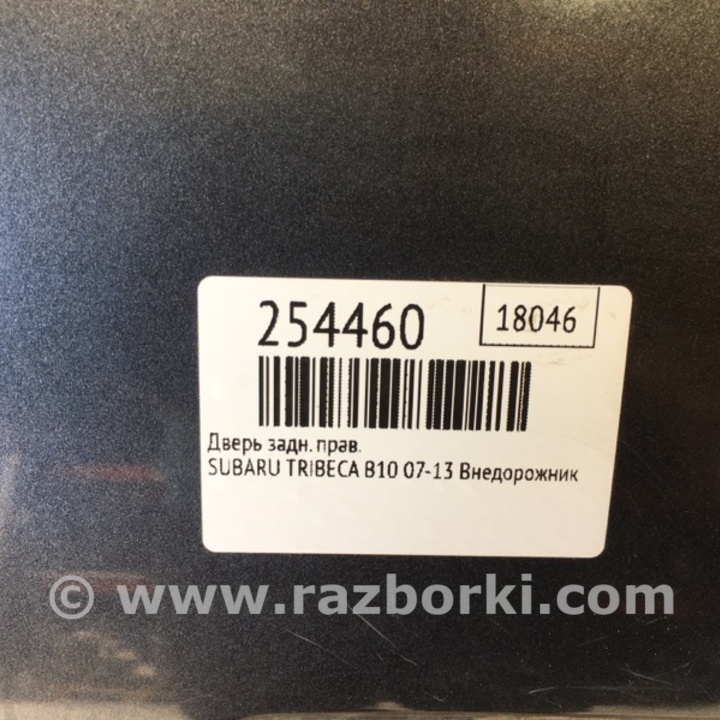 254460
18046
Дверь задн. прав.
SUBARU TRIBECA B10 07-13 Внедорожник
© www.razborki.com